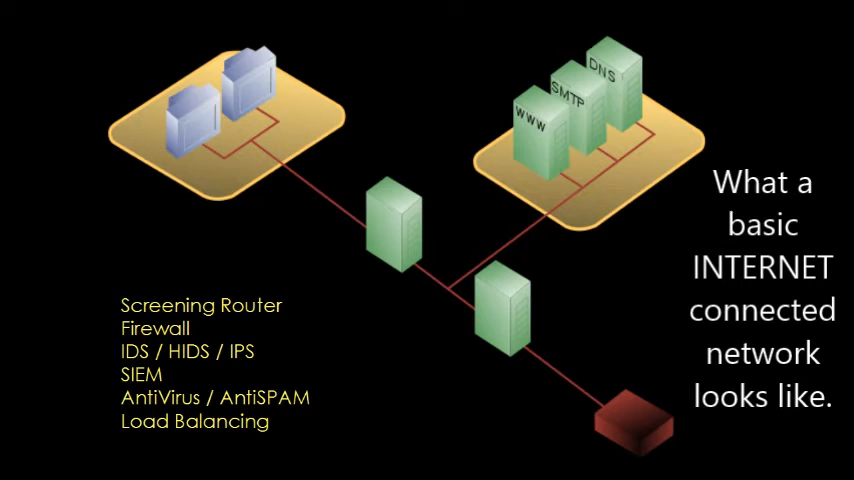 DNS
SMTP
WWW
What a
basic
INTERNET
connected
network
looks like.
Screening Router
Firewall
IDS / HIDS / IPS
SIEM
AntiVirus / AntiSPAM
Load Balancing